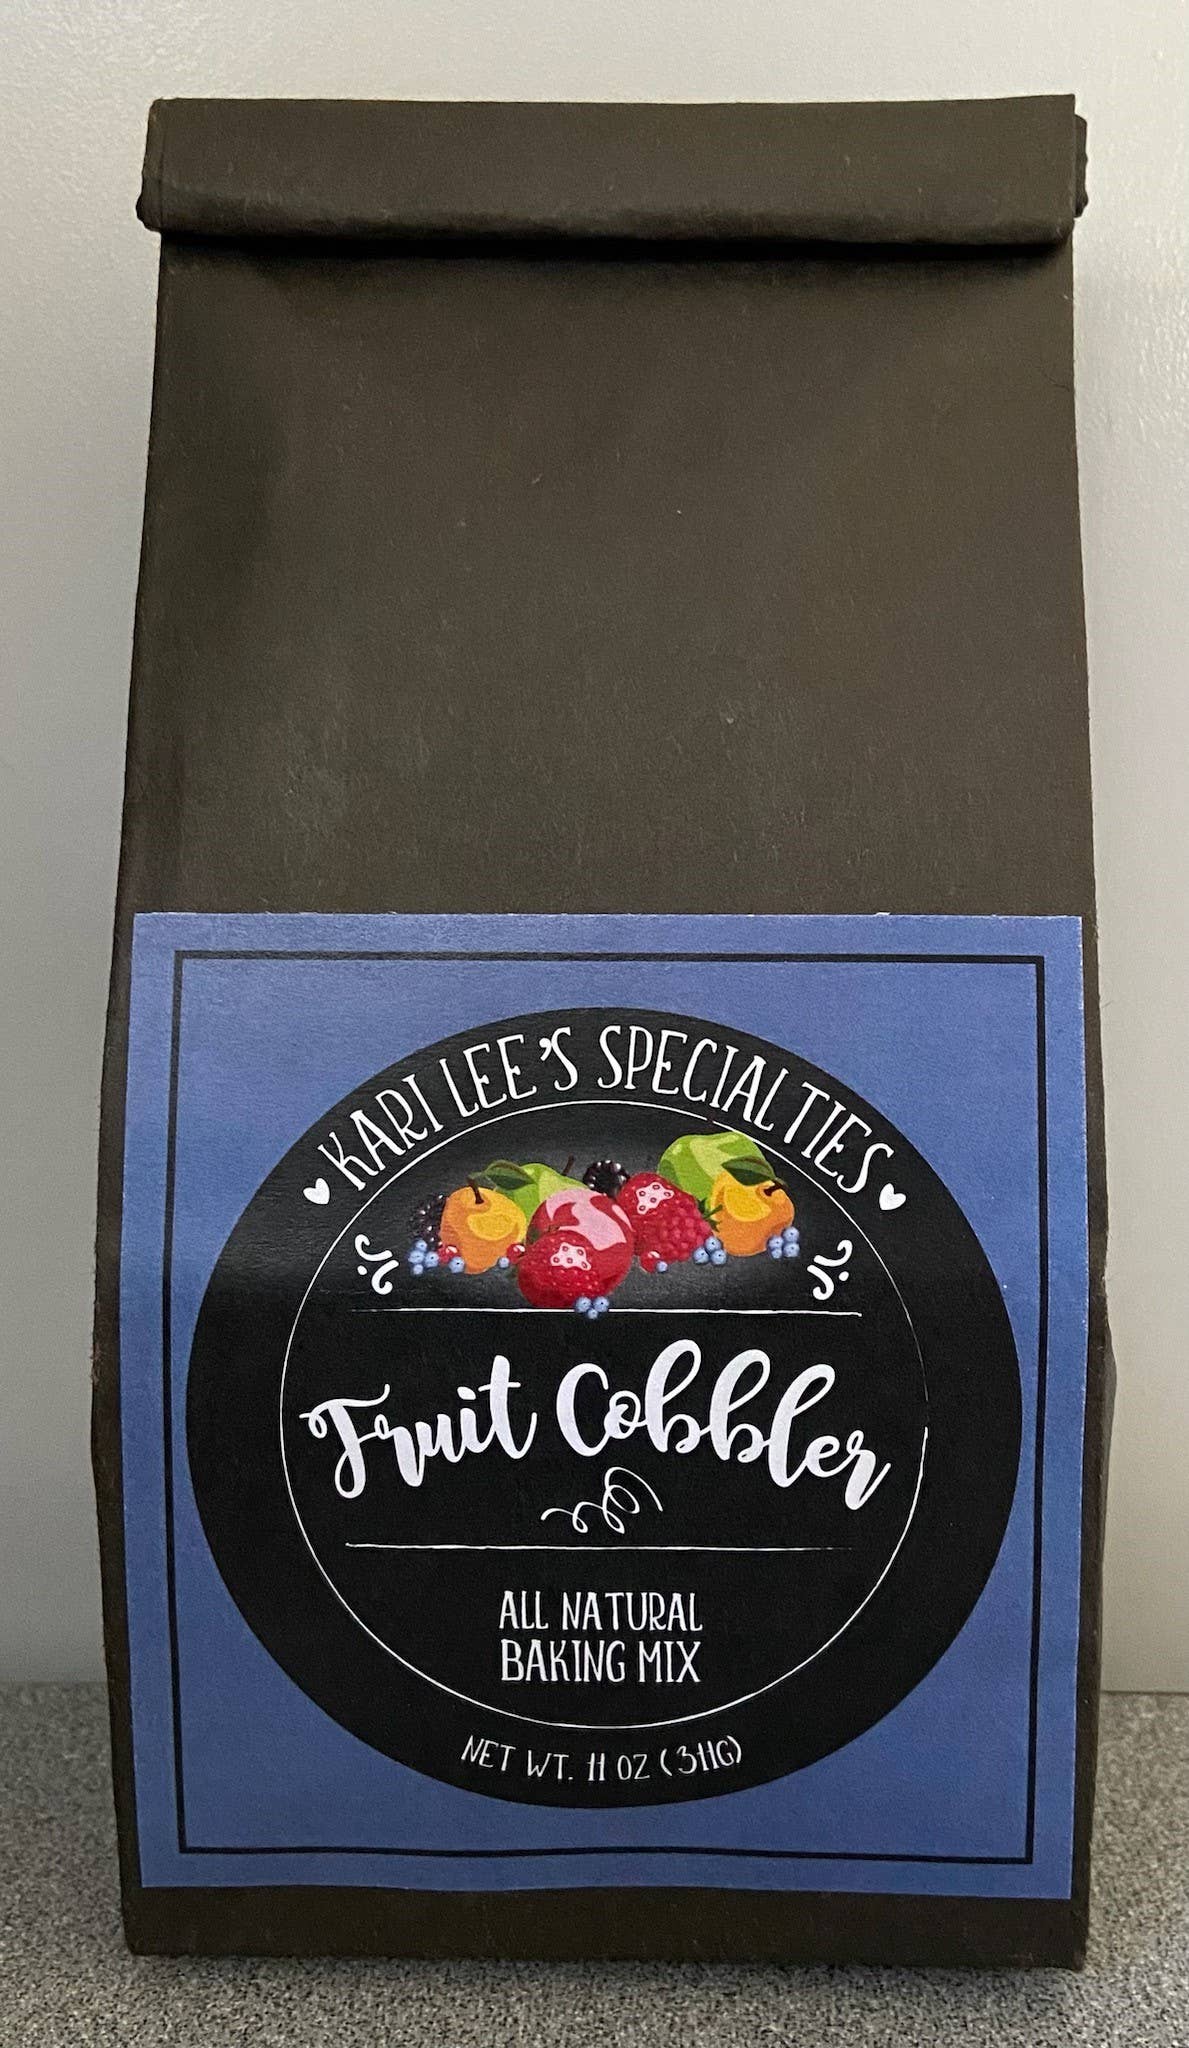 KARI LEE'S SPECIALTIES
Fruit Cobbler
ALL NATURAL
BAKING MIX
NET WT. 11 OZ (311G)